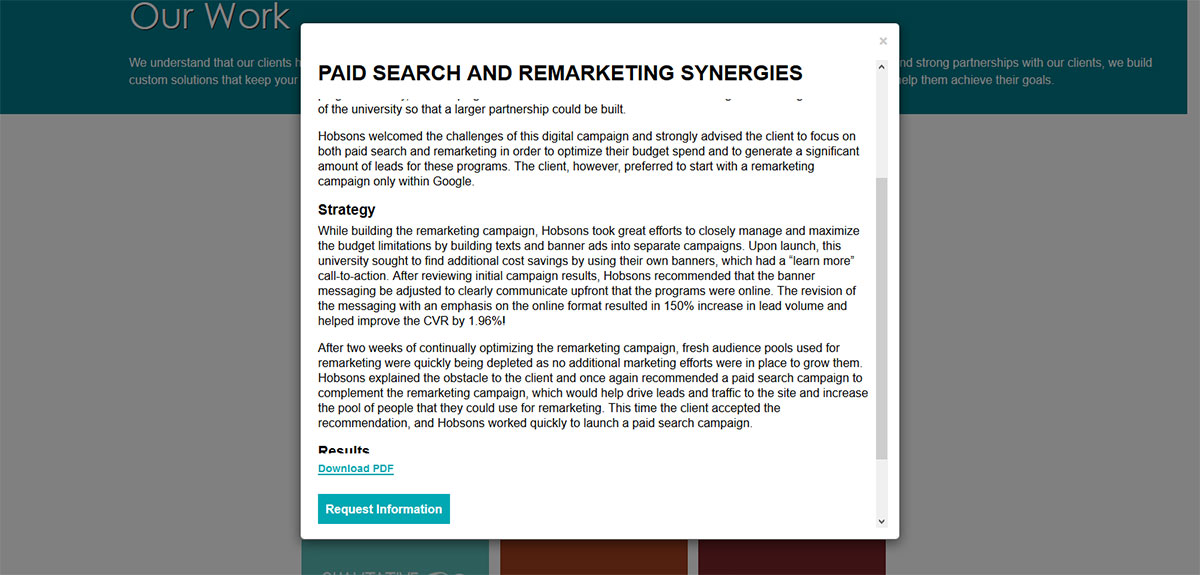 Our Work
We understand that our clients h
nd strong partnerships with our clients, we build
custom solutions that keep your
elp them achieve their goals.
×
PAID SEARCH AND REMARKETING SYNERGIES
of the university so that a larger partnership could be built.
Hobsons welcomed the challenges of this digital campaign and strongly advised the client to focus on
both paid search and remarketing in order to optimize their budget spend and to generate a significant
amount of leads for these programs. The client, however, preferred to start with a remarketing
campaign only within Google.
Strategy
While building the remarketing campaign, Hobsons took great efforts to closely manage and maximize
the budget limitations by building texts and banner ads into separate campaigns. Upon launch, this
university sought to find additional cost savings by using their own banners, which had a “learn more”
call-to-action. After reviewing initial campaign results, Hobsons recommended that the banner
messaging be adjusted to clearly communicate upfront that the programs were online. The revision of
the messaging with an emphasis on the online format resulted in 150% increase in lead volume and
helped improve the CVR by 1.96%!
After two weeks of continually optimizing the remarketing campaign, fresh audience pools used for
remarketing were quickly being depleted as no additional marketing efforts were in place to grow them.
Hobsons explained the obstacle to the client and once again recommended a paid search campaign to
complement the remarketing campaign, which would help drive leads and traffic to the site and increase
the pool of people that they could use for remarketing. This time the client accepted the
recommendation, and Hobsons worked quickly to launch a paid search campaign.
Results
Download PDF
Request Information
QUALITATIVE